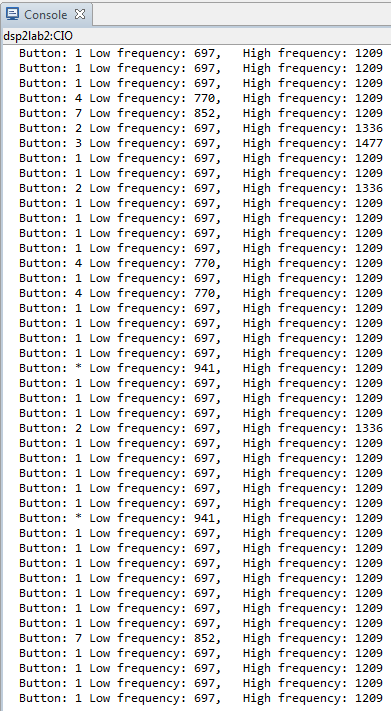 Console
dsp2lab2:CIO
Button: 1 Low frequency: 697,   High frequency: 1209
Button: 1 Low frequency: 697,   High frequency: 1209
Button: 1 Low frequency: 697,   High frequency: 1209
Button: 4 Low frequency: 770,   High frequency: 1209
Button: 7 Low frequency: 852,   High frequency: 1209
Button: 2 Low frequency: 697,   High frequency: 1336
Button: 3 Low frequency: 697,   High frequency: 1477
Button: 1 Low frequency: 697,   High frequency: 1209
Button: 1 Low frequency: 697,   High frequency: 1209
Button: 2 Low frequency: 697,   High frequency: 1336
Button: 1 Low frequency: 697,   High frequency: 1209
Button: 1 Low frequency: 697,   High frequency: 1209
Button: 1 Low frequency: 697,   High frequency: 1209
Button: 1 Low frequency: 697,   High frequency: 1209
Button: 4 Low frequency: 770,   High frequency: 1209
Button: 1 Low frequency: 697,   High frequency: 1209
Button: 4 Low frequency: 770,   High frequency: 1209
Button: 1 Low frequency: 697,   High frequency: 1209
Button: 1 Low frequency: 697,   High frequency: 1209
Button: 1 Low frequency: 697,   High frequency: 1209
Button: 1 Low frequency: 697,   High frequency: 1209
Button: * Low frequency: 941,   High frequency: 1209
Button: 1 Low frequency: 697,   High frequency: 1209
Button: 1 Low frequency: 697,   High frequency: 1209
Button: 1 Low frequency: 697,   High frequency: 1209
Button: 2 Low frequency: 697,   High frequency: 1336
Button: 1 Low frequency: 697,   High frequency: 1209
Button: 1 Low frequency: 697,   High frequency: 1209
Button: 1 Low frequency: 697,   High frequency: 1209
Button: 1 Low frequency: 697,   High frequency: 1209
Button: 1 Low frequency: 697,   High frequency: 1209
Button: * Low frequency: 941,   High frequency: 1209
Button: 1 Low frequency: 697,   High frequency: 1209
Button: 1 Low frequency: 697,   High frequency: 1209
Button: 1 Low frequency: 697,   High frequency: 1209
Button: 1 Low frequency: 697,   High frequency: 1209
Button: 1 Low frequency: 697,   High frequency: 1209
Button: 1 Low frequency: 697,   High frequency: 1209
Button: 1 Low frequency: 697,   High frequency: 1209
Button: 7 Low frequency: 852,   High frequency: 1209
Button: 1 Low frequency: 697,   High frequency: 1209
Button: 1 Low frequency: 697,   High frequency: 1209
Button: 1 Low frequency: 697,   High frequency: 1209
Button: 1 Low frequency: 697,   High frequency: 1209